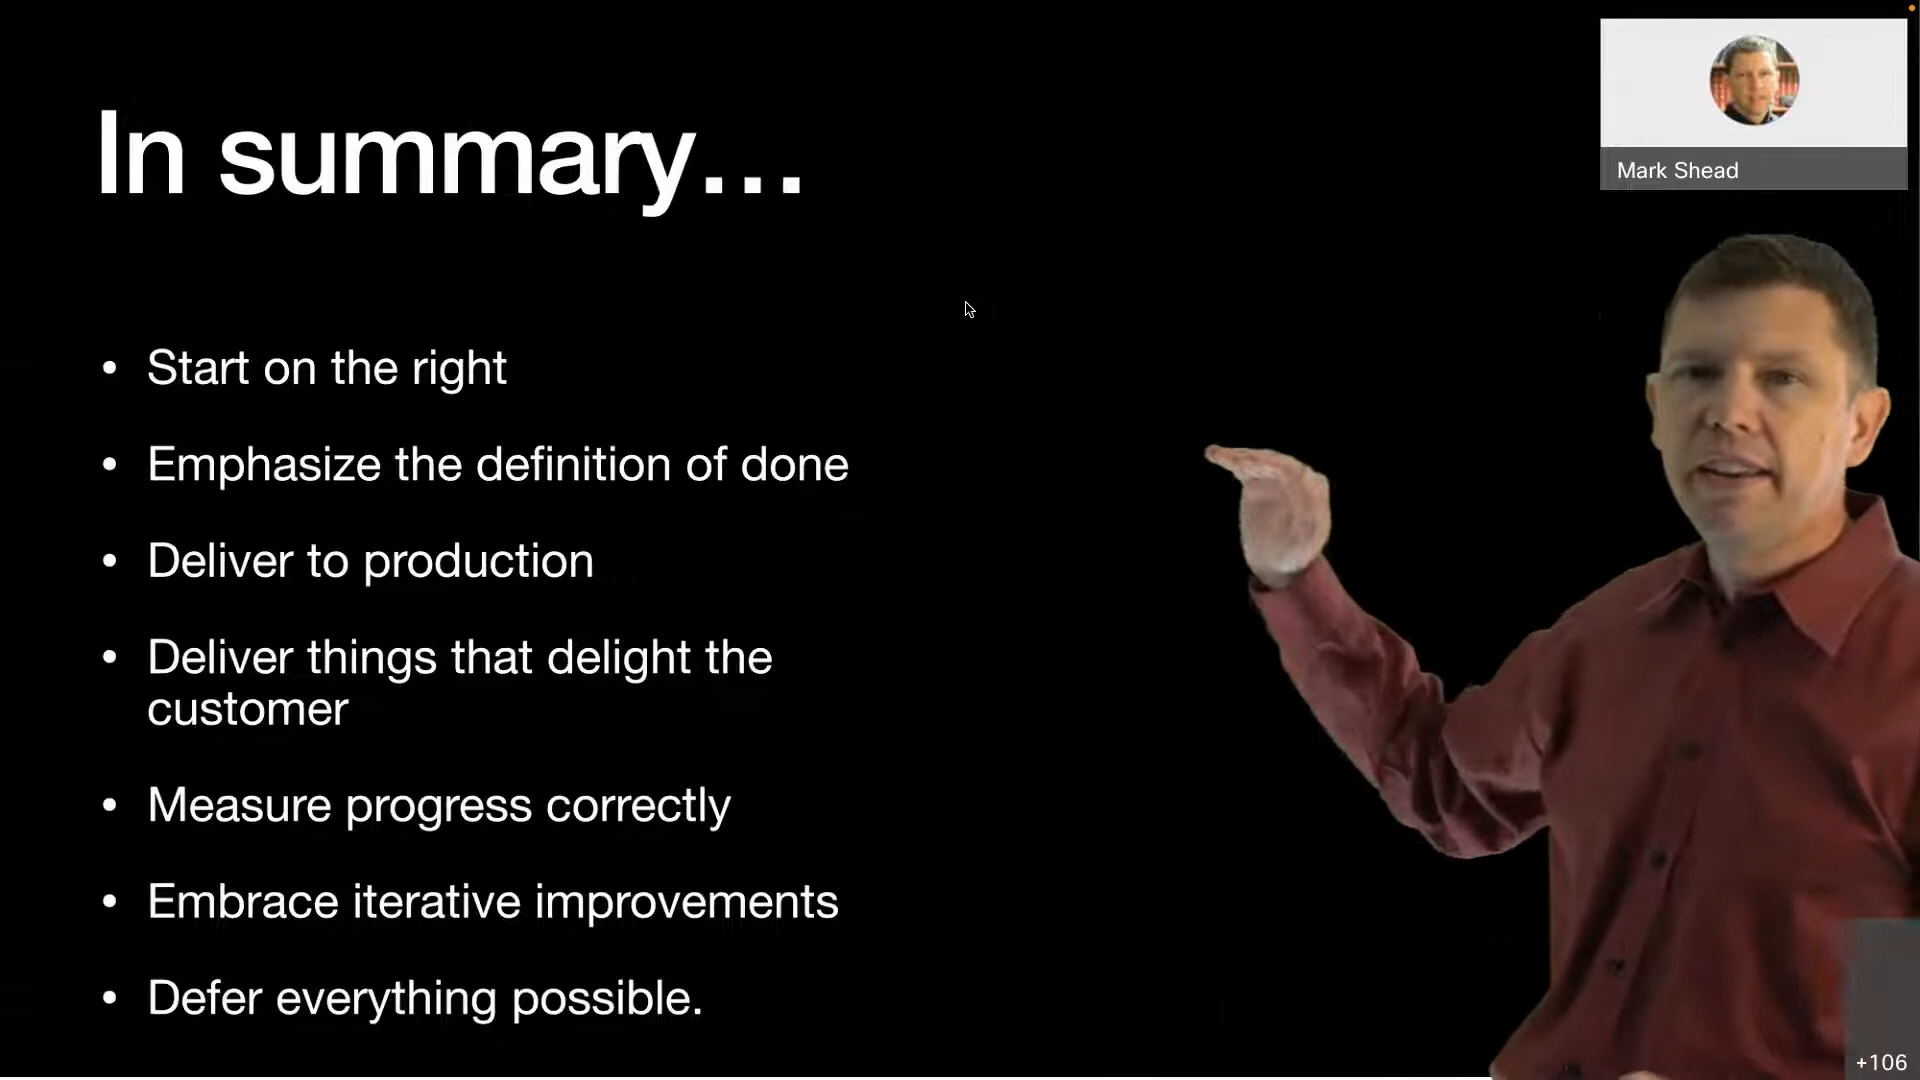 In summary…
Mark Shead
• Start on the right
• Emphasize the definition of done
• Deliver to production
• Deliver things that delight the
customer
• Measure progress correctly
• Embrace iterative improvements
• Defer everything possible.
+106